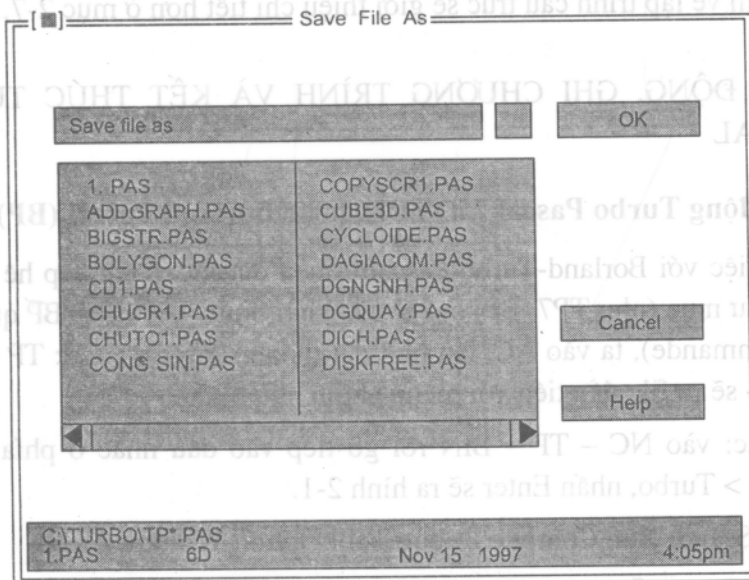 [■] Save File As
Save file as
OK
1. PAS COPYSCR1.PAS
ADDGRAPH.PAS CUBE3D.PAS
BIGSTR.PAS CYCLOIDE.PAS
BOLYGON.PAS DAGIACOM.PAS
CD1.PAS DGNGNH.PAS
CHUGR1.PAS DGQUAY.PAS
CHUTO1.PAS DICH.PAS
CONG SIN.PAS DISKFREE.PAS
Cancel
Help
C:\TURBO\TP*.PAS
1.PAS 6D Nov 15 1997 4:05pm